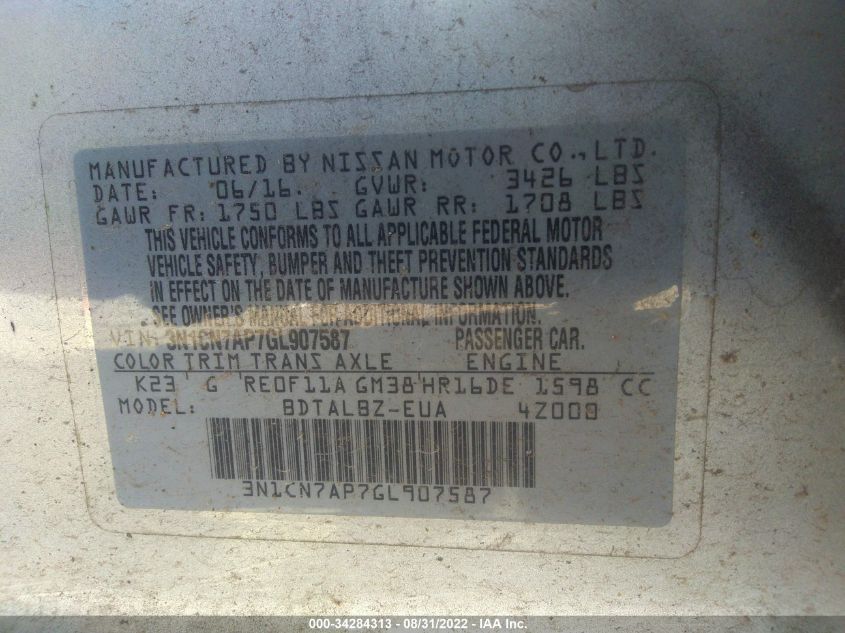 MANUFACTURED BY NISSAN MOTOR CO., LTD.
DATE: 06/16. GVWR: 3426 LBS
GAWR FR: 1750 LBS GAWR RR: 1708 LBS
THIS VEHICLE CONFORMS TO ALL APPLICABLE FEDERAL MOTOR
VEHICLE SAFETY, BUMPER AND THEFT PREVENTION STANDARDS
IN EFFECT ON THE DATE OF MANUFACTURE SHOWN ABOVE.
SEE OWNER'S MANUAL FOR ADDITIONAL INFORMATION
VIN: 3N1CN7AP7GL907587 PASSENGER CAR.
COLOR TRIM TRANS AXLE ENGINE
K23 G RE0F11A GM38 HR16DE 1598 CC
MODEL: BDTALBZ-EUA 4Z008
3N1CN7AP7GL907587
000-34284313 - 08/31/2022 - IAA Inc.